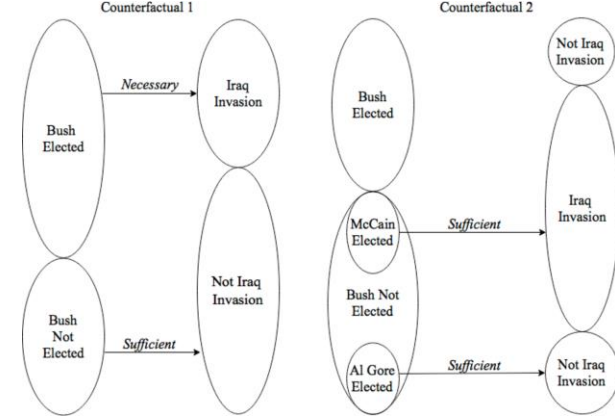 Counterfactual 1
Bush
Elected
Necessary
Iraq
Invasion
Bush
Not
Elected
Sufficient
Not Iraq
Invasion
Counterfactual 2
Not Iraq
Invasion
Bush
Elected
McCain
Elected
Sufficient
Iraq
Invasion
Bush Not
Elected
Al Gore
Elected
Sufficient
Not Iraq
Invasion